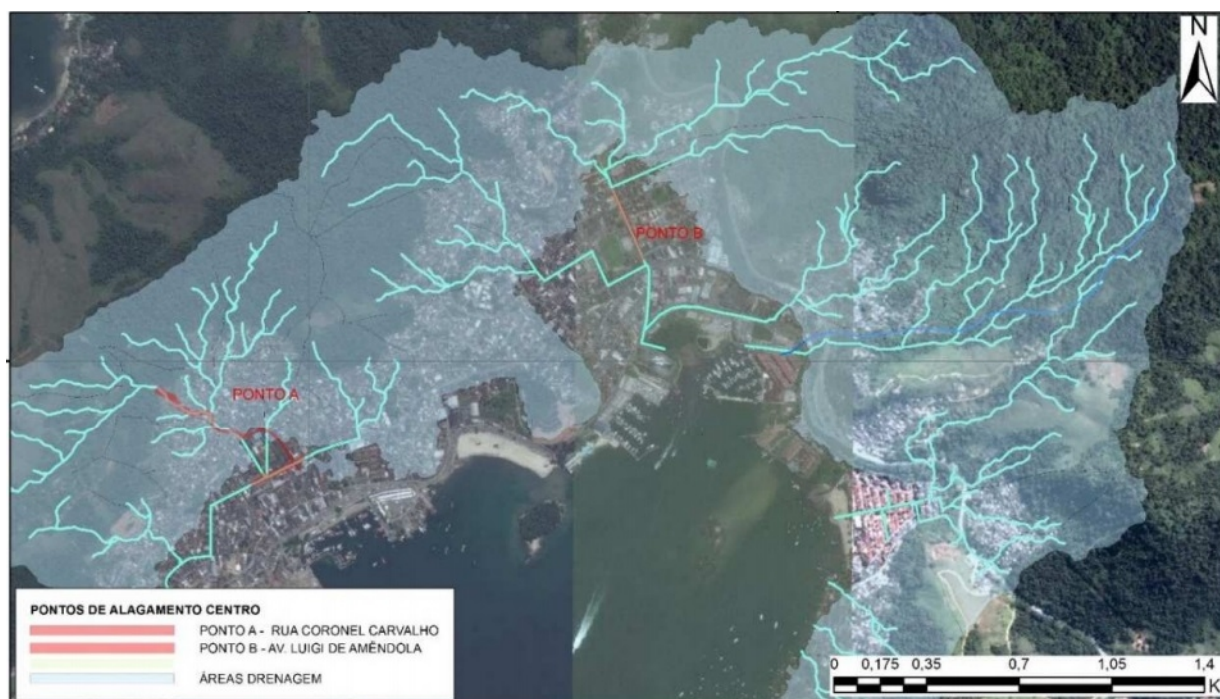 N
PONTO B
PONTO A
PONTOS DE ALAGAMENTO CENTRO
PONTO A - RUA CORONEL CARVALHO
PONTO B - AV. LUIGI DE AMÊNDOLA
ÁREAS DRENAGEM
0 0,175 0,35 0,7 1,05 1,4
K